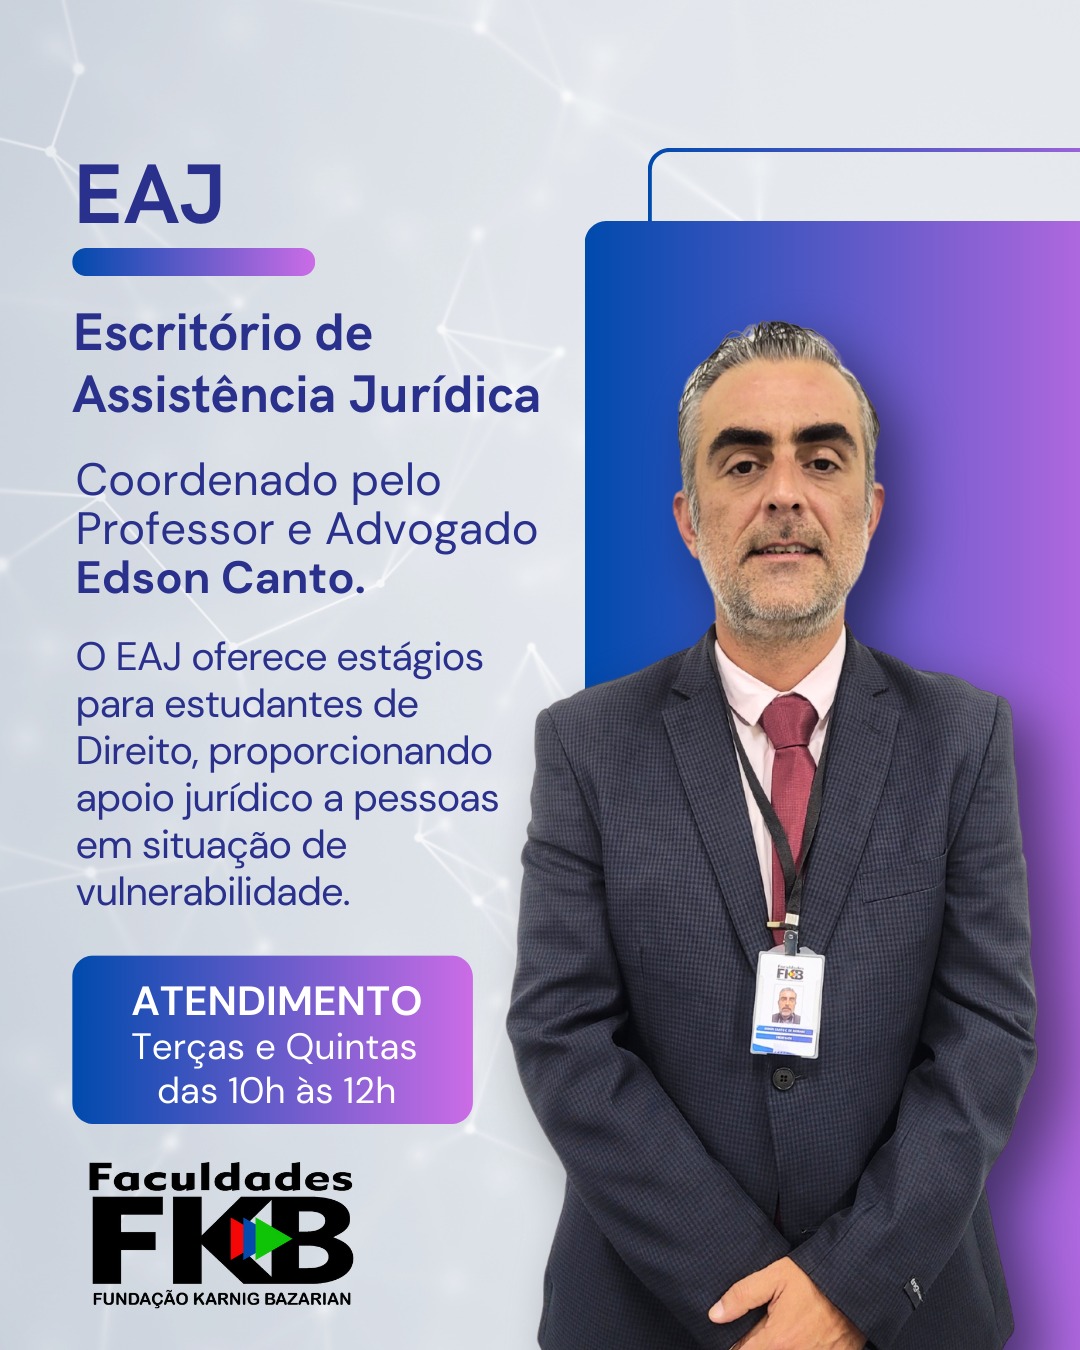 EAJ
Escritório de
Assistência Jurídica
Coordenado pelo
Professor e Advogado
Edson Canto.
O EAJ oferece estágios
para estudantes de
Direito, proporcionando
apoio jurídico a pessoas
em situação de
vulnerabilidade.
ATENDIMENTO
Terças e Quintas
das 10h às 12h
Faculdades
FKB
FUNDAÇÃO KARNIG BAZARIAN
Faculdades
FKB